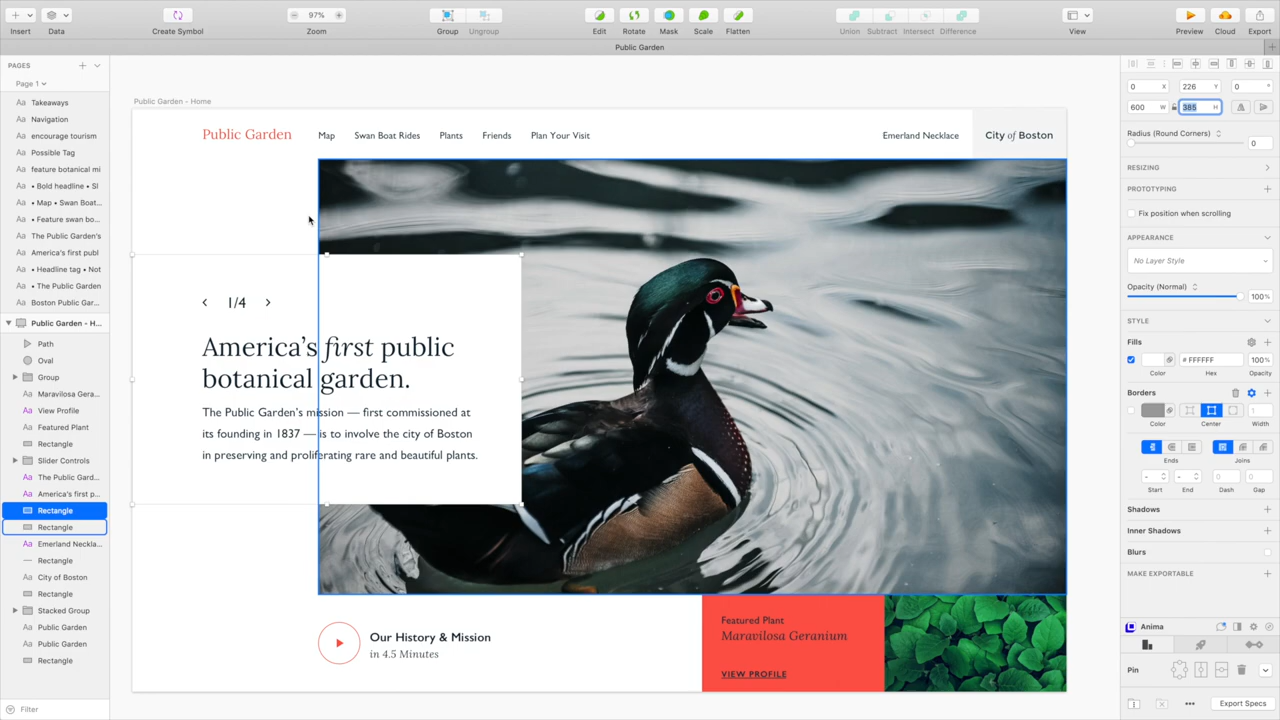 Insert
Data
Create Symbol
97%
Zoom
Group
Ungroup
Edit
Rotate
Mask
Scale
Flatten
Union
Subtract
Intersect
Difference
View
Preview
Cloud
Export
Public Garden
PAGES
Page 1
Takeaways
Navigation
encourage tourism
Possible Tag
feature botanical mi
• Bold headline • Sl
• Map • Swan Boat...
• Feature swan bo...
The Public Garden's
America's first publ
• Headline tag • Not
• The Public Garden
Boston Public Gar...
Public Garden - H...
Path
Oval
Group
Maravilosa Gera...
View Profile
Featured Plant
Rectangle
Slider Controls
The Public Gard...
America's first p...
Rectangle
Rectangle
Emerland Neckla...
Rectangle
City of Boston
Rectangle
Stacked Group
Public Garden
Public Garden
Rectangle
Filter
Public Garden - Home
Public Garden
Map
Swan Boat Rides
Plants
Friends
Plan Your Visit
Emerland Necklace
City of Boston
1/4
America's first public
botanical garden.
The Public Garden's mission — first commissioned at
its founding in 1837 — is to involve the city of Boston
in preserving and proliferating rare and beautiful plants.
Our History & Mission
in 4.5 Minutes
Featured Plant
Maravilosa Geranium
VIEW PROFILE
0 X 226 Y 0 °
600 W 385 H
Radius (Round Corners)
0
RESIZING
PROTOTYPING
Fix position when scrolling
APPEARANCE
No Layer Style
Opacity (Normal)
100%
STYLE
Fills
# FFFFFF 100%
Color Hex Opacity
Borders
1
Color Center Width
Ends Joins
- - 0 0
Start End Dash Gap
Shadows
Inner Shadows
Blurs
MAKE EXPORTABLE
Anima
Pin
Export Specs